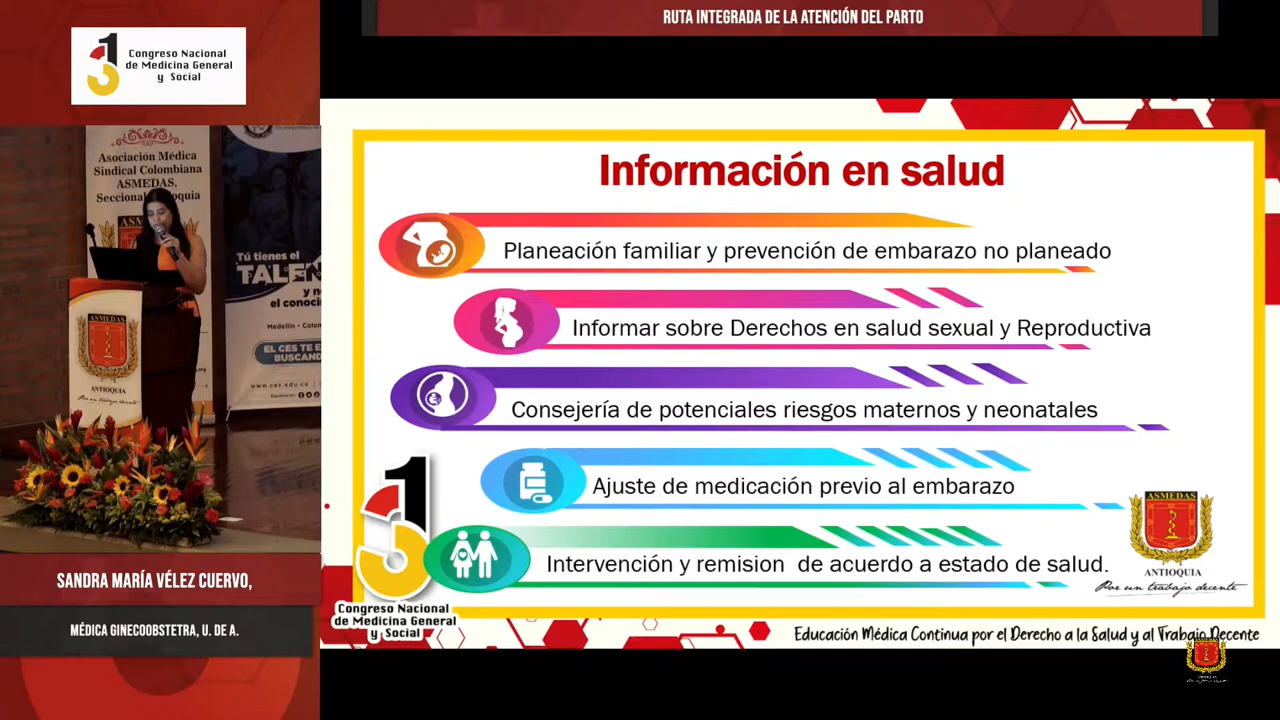 RUTA INTEGRADA DE LA ATENCIÓN DEL PARTO
Congreso Nacional
de Medicina General
y Social
Asociación Médica
Sindical Colombiana
ASMEDAS.
Tú tienes el
el conoci
Medellín
EL CES TE
BUSCAND
www.ces.edu.co
ASMEDAS
ANTIOQUIA
Por un trabajo decente
SANDRA MARÍA VÉLEZ CUERVO,
MÉDICA GINECOOBSTETRA, U. DE A.
Información en salud
Planeación familiar y prevención de embarazo no planeado
Informar sobre Derechos en salud sexual y Reproductiva
Consejería de potenciales riesgos maternos y neonatales
Ajuste de medicación previo al embarazo
Intervención y remision de acuerdo a estado de salud.
Congreso Nacional
de Medicina General
y Social
ASMEDAS
ANTIOQUIA
Por un trabajo decente
Educación Médica Continua por el Derecho a la Salud y al Trabajo Decente